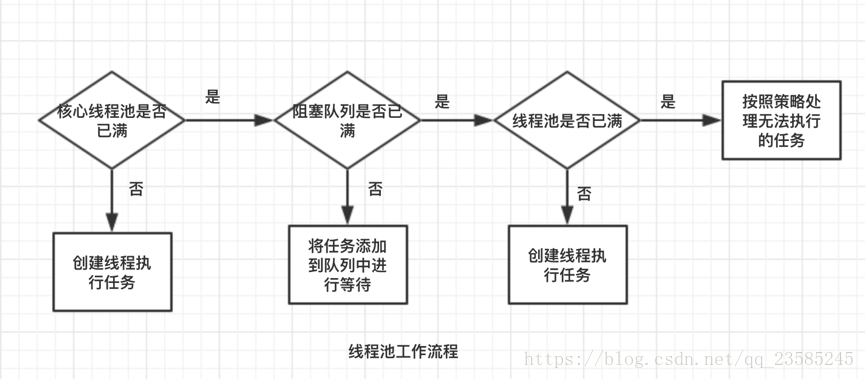 核心线程池是否
已满
是
阻塞队列是否已
满
是
线程池是否已满
是
按照策略处
理无法执行
的任务
否
否
否
创建线程执
行任务
将任务添加
到队列中进
行等待
创建线程执
行任务
线程池工作流程
https://blog.csdn.net/qq_23585245